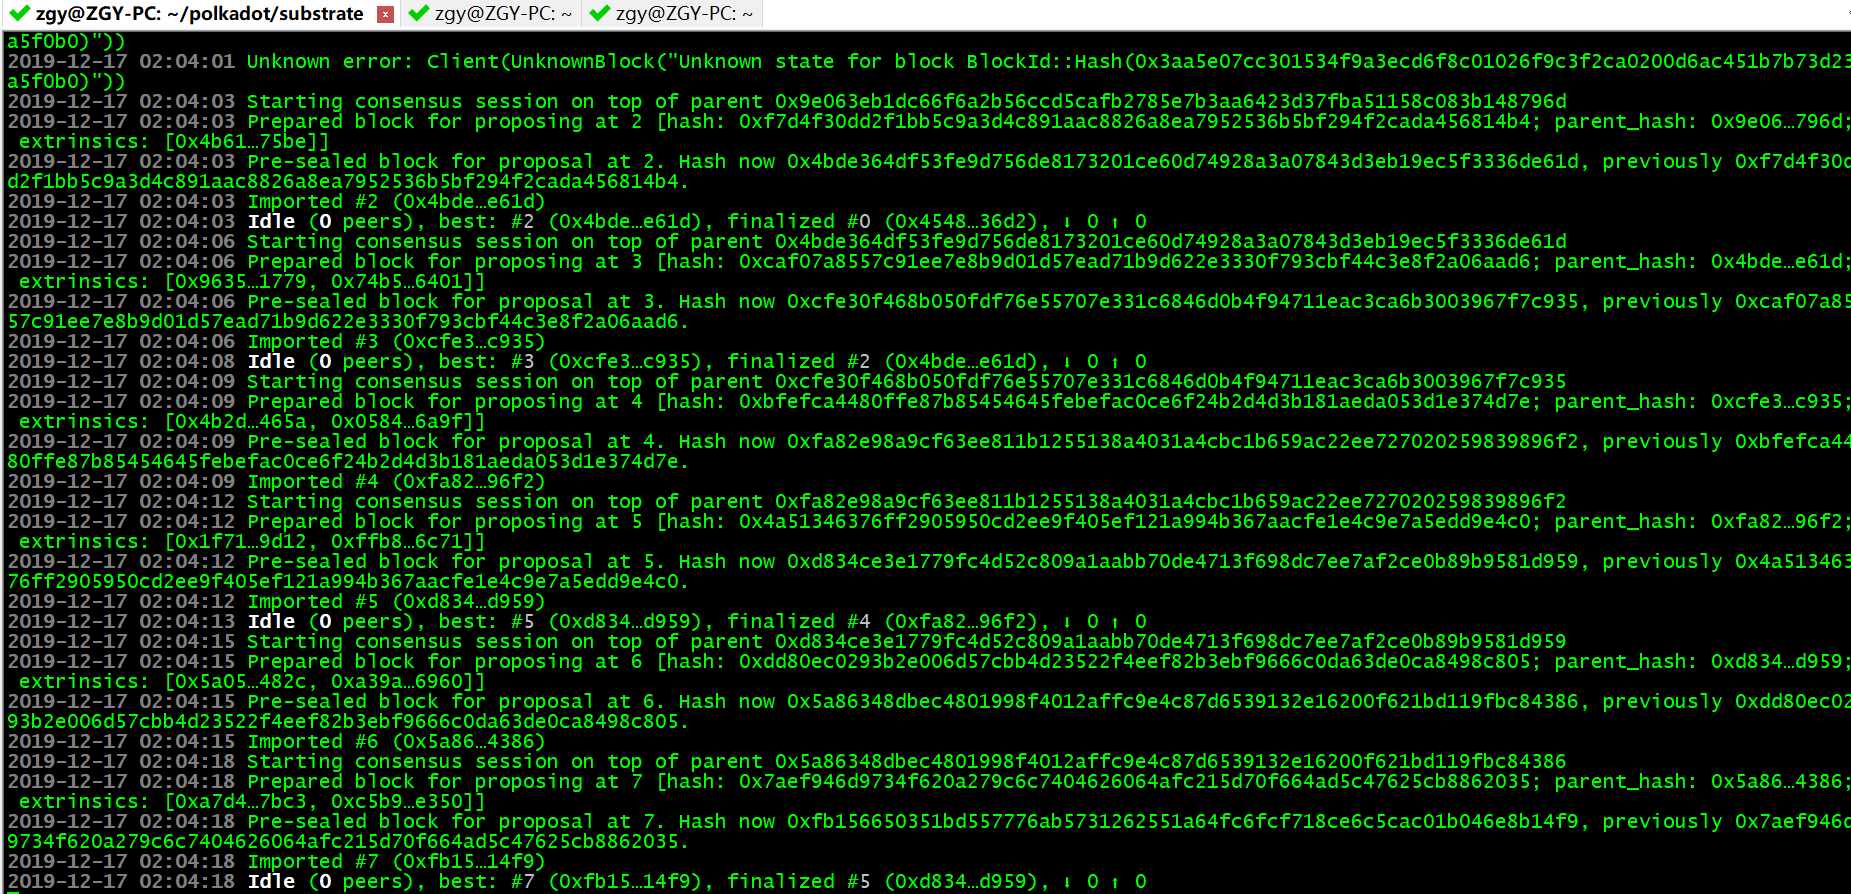 zgy@ZGY-PC: ~/polkadot/substrate x zgy@ZGY-PC: ~ zgy@ZGY-PC: ~
a5f0b0)"))
2019-12-17 02:04:01 Unknown error: Client(UnknownBlock("Unknown state for block BlockId::Hash(0x3aa5e07cc301534f9a3ecd6f8c01026f9c3f2ca0200d6ac451b7b73d23
a5f0b0)"))
2019-12-17 02:04:03 Starting consensus session on top of parent 0x9e063eb1dc66f6a2b56ccd5cafb2785e7b3aa6423d37fba51158c083b148796d
2019-12-17 02:04:03 Prepared block for proposing at 2 [hash: 0xf7d4f30dd2f1bb5c9a3d4c891aac8826a8ea7952536b5bf294f2cada456814b4; parent_hash: 0x9e06…796d;
extrinsics: [0x4b61…75be]]
2019-12-17 02:04:03 Pre-sealed block for proposal at 2. Hash now 0x4bde364df53fe9d756de8173201ce60d74928a3a07843d3eb19ec5f3336de61d, previously 0xf7d4f30d
d2f1bb5c9a3d4c891aac8826a8ea7952536b5bf294f2cada456814b4.
2019-12-17 02:04:03 Imported #2 (0x4bde…e61d)
2019-12-17 02:04:03 Idle (0 peers), best: #2 (0x4bde…e61d), finalized #0 (0x4548…36d2), ↓ 0 ↑ 0
2019-12-17 02:04:06 Starting consensus session on top of parent 0x4bde364df53fe9d756de8173201ce60d74928a3a07843d3eb19ec5f3336de61d
2019-12-17 02:04:06 Prepared block for proposing at 3 [hash: 0xcaf07a8557c91ee7e8b9d01d57ead71b9d622e3330f793cbf44c3e8f2a06aad6; parent_hash: 0x4bde…e61d;
extrinsics: [0x9635…1779, 0x74b5…6401]]
2019-12-17 02:04:06 Pre-sealed block for proposal at 3. Hash now 0xcfe30f468b050fdf76e55707e331c6846d0b4f94711eac3ca6b3003967f7c935, previously 0xcaf07a85
57c91ee7e8b9d01d57ead71b9d622e3330f793cbf44c3e8f2a06aad6.
2019-12-17 02:04:06 Imported #3 (0xcfe3…c935)
2019-12-17 02:04:08 Idle (0 peers), best: #3 (0xcfe3…c935), finalized #2 (0x4bde…e61d), ↓ 0 ↑ 0
2019-12-17 02:04:09 Starting consensus session on top of parent 0xcfe30f468b050fdf76e55707e331c6846d0b4f94711eac3ca6b3003967f7c935
2019-12-17 02:04:09 Prepared block for proposing at 4 [hash: 0xbfefca4480ffe87b85454645febefac0ce6f24b2d4d3b181aeda053d1e374d7e; parent_hash: 0xcfe3…c935;
extrinsics: [0x4b2d…465a, 0x0584…6a9f]]
2019-12-17 02:04:09 Pre-sealed block for proposal at 4. Hash now 0xfa82e98a9cf63ee811b1255138a4031a4cbc1b659ac22ee727020259839896f2, previously 0xbfefca44
80ffe87b85454645febefac0ce6f24b2d4d3b181aeda053d1e374d7e.
2019-12-17 02:04:09 Imported #4 (0xfa82…96f2)
2019-12-17 02:04:12 Starting consensus session on top of parent 0xfa82e98a9cf63ee811b1255138a4031a4cbc1b659ac22ee727020259839896f2
2019-12-17 02:04:12 Prepared block for proposing at 5 [hash: 0x4a51346376ff2905950cd2ee9f405ef121a994b367aacfe1e4c9e7a5edd9e4c0; parent_hash: 0xfa82…96f2;
extrinsics: [0x1f71…9d12, 0xffb8…6c71]]
2019-12-17 02:04:12 Pre-sealed block for proposal at 5. Hash now 0xd834ce3e1779fc4d52c809a1aabb70de4713f698dc7ee7af2ce0b89b9581d959, previously 0x4a513463
76ff2905950cd2ee9f405ef121a994b367aacfe1e4c9e7a5edd9e4c0.
2019-12-17 02:04:12 Imported #5 (0xd834…d959)
2019-12-17 02:04:13 Idle (0 peers), best: #5 (0xd834…d959), finalized #4 (0xfa82…96f2), ↓ 0 ↑ 0
2019-12-17 02:04:15 Starting consensus session on top of parent 0xd834ce3e1779fc4d52c809a1aabb70de4713f698dc7ee7af2ce0b89b9581d959
2019-12-17 02:04:15 Prepared block for proposing at 6 [hash: 0xdd80ec0293b2e006d57cbb4d23522f4eef82b3ebf9666c0da63de0ca8498c805; parent_hash: 0xd834…d959;
extrinsics: [0x5a05…482c, 0xa39a…6960]]
2019-12-17 02:04:15 Pre-sealed block for proposal at 6. Hash now 0x5a86348dbec4801998f4012affc9e4c87d6539132e16200f621bd119fbc84386, previously 0xdd80ec02
93b2e006d57cbb4d23522f4eef82b3ebf9666c0da63de0ca8498c805.
2019-12-17 02:04:15 Imported #6 (0x5a86…4386)
2019-12-17 02:04:18 Starting consensus session on top of parent 0x5a86348dbec4801998f4012affc9e4c87d6539132e16200f621bd119fbc84386
2019-12-17 02:04:18 Prepared block for proposing at 7 [hash: 0x7aef946d9734f620a279c6c7404626064afc215d70f664ad5c47625cb8862035; parent_hash: 0x5a86…4386;
extrinsics: [0xa7d4…7bc3, 0xc5b9…e350]]
2019-12-17 02:04:18 Pre-sealed block for proposal at 7. Hash now 0xfb156650351bd557776ab5731262551a64fc6fcf718ce6c5cac01b046e8b14f9, previously 0x7aef946d
9734f620a279c6c7404626064afc215d70f664ad5c47625cb8862035.
2019-12-17 02:04:18 Imported #7 (0xfb15…14f9)
2019-12-17 02:04:18 Idle (0 peers), best: #7 (0xfb15…14f9), finalized #5 (0xd834…d959), ↓ 0 ↑ 0